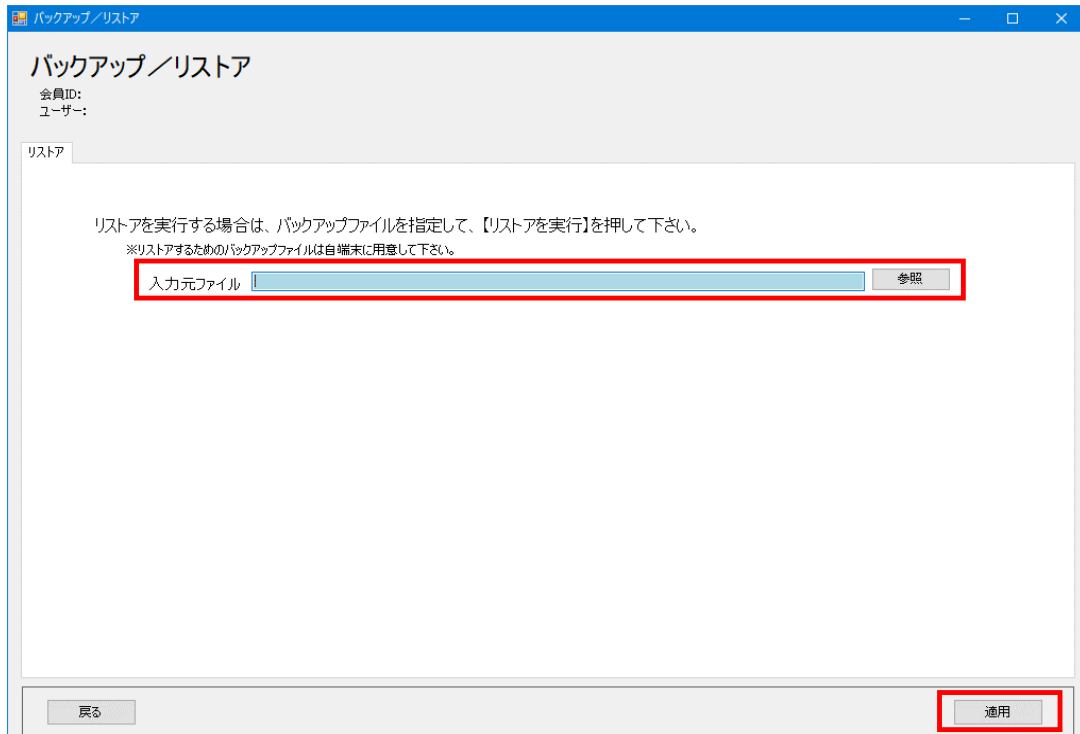 バックアップ／リストア
バックアップ／リストア
会員ID:
ユーザー:
リストア
リストアを実行する場合は、バックアップファイルを指定して、【リストアを実行】を押して下さい。
※リストアするためのバックアップファイルは自端末に用意して下さい。
入力元ファイル 参照
戻る 適用